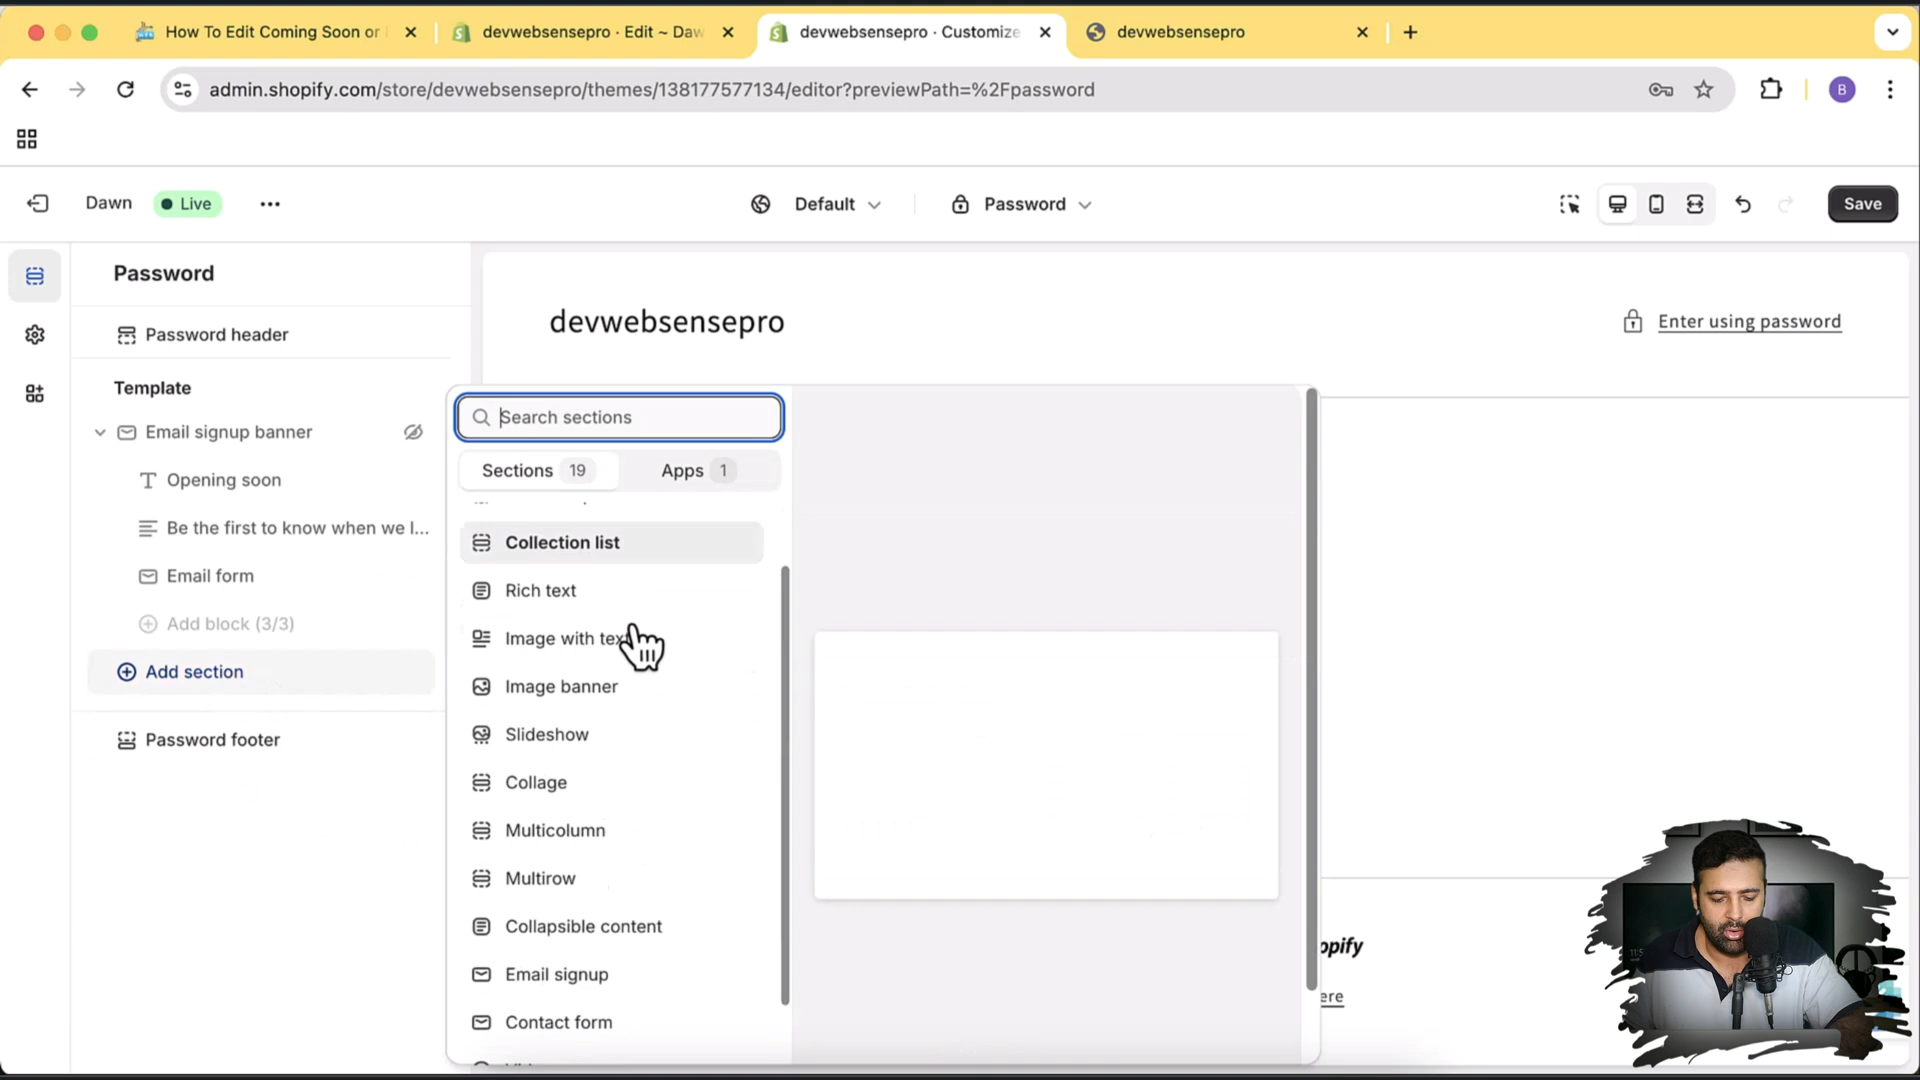 How To Edit Coming Soon or
devwebsensepro · Edit ~ Daw
devwebsensepro · Customize
devwebsensepro
admin.shopify.com/store/devwebsensepro/themes/138177577134/editor?previewPath=%2Fpassword
B
Dawn
Live
Default
Password
Save
Password
Password header
Template
Email signup banner
Opening soon
Be the first to know when we l...
Email form
Add block (3/3)
Add section
Password footer
devwebsensepro
Enter using password
Search sections
Sections 19
Apps 1
Collection list
Rich text
Image with text
Image banner
Slideshow
Collage
Multicolumn
Multirow
Collapsible content
Email signup
Contact form
opify
ere